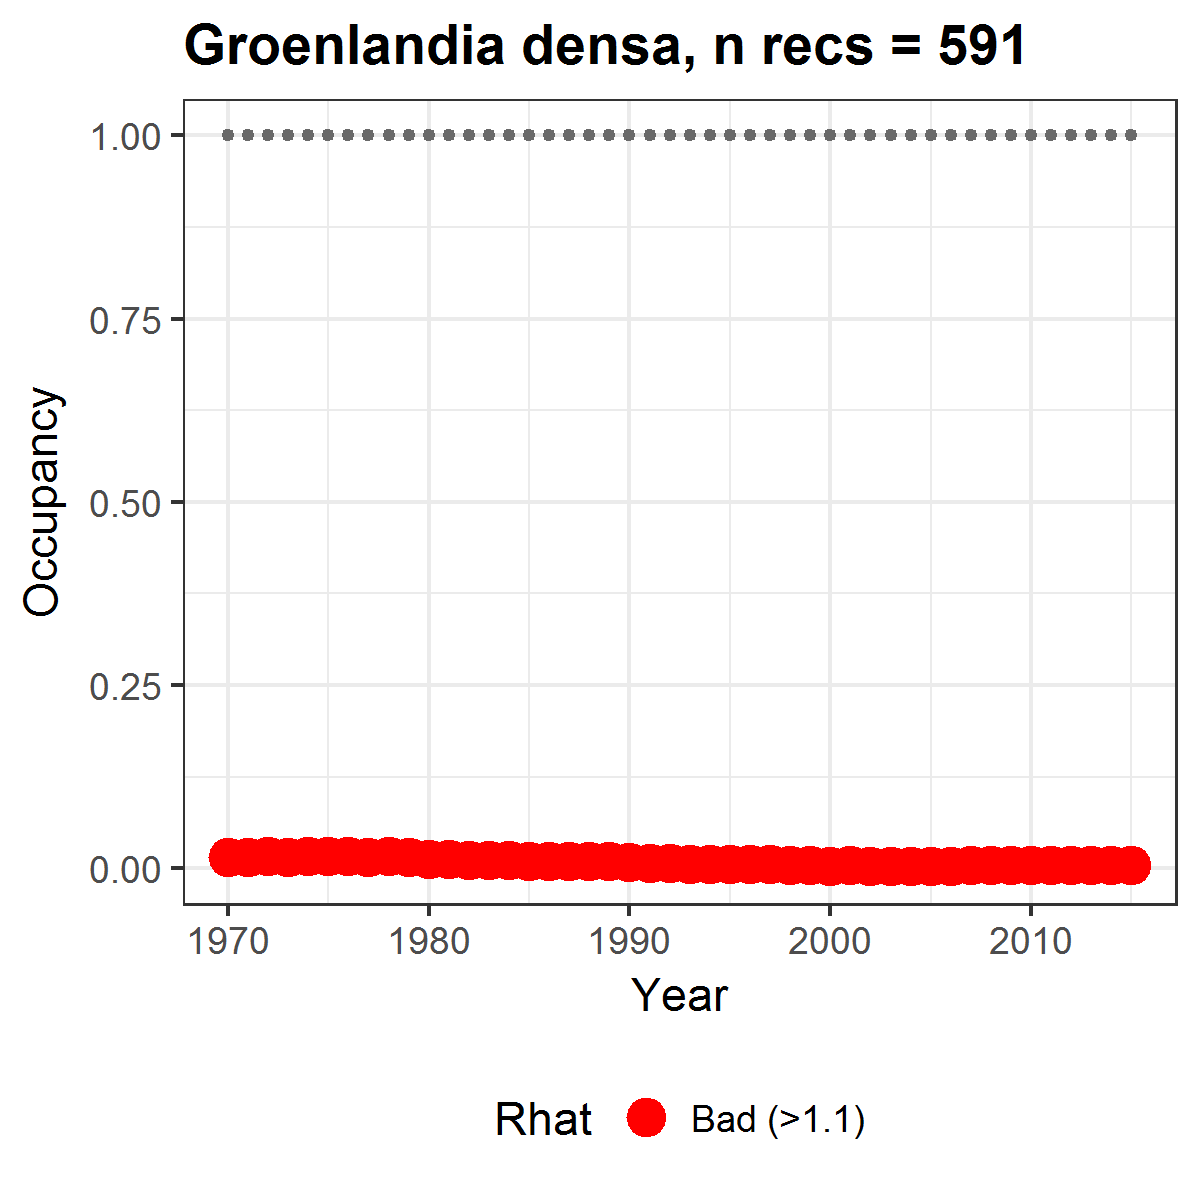 Groenlandia densa, n recs = 591
1.00
0.75
0.50
0.25
0.00
Occupancy
1970 1980 1990 2000 2010
Year
Rhat Bad (>1.1)